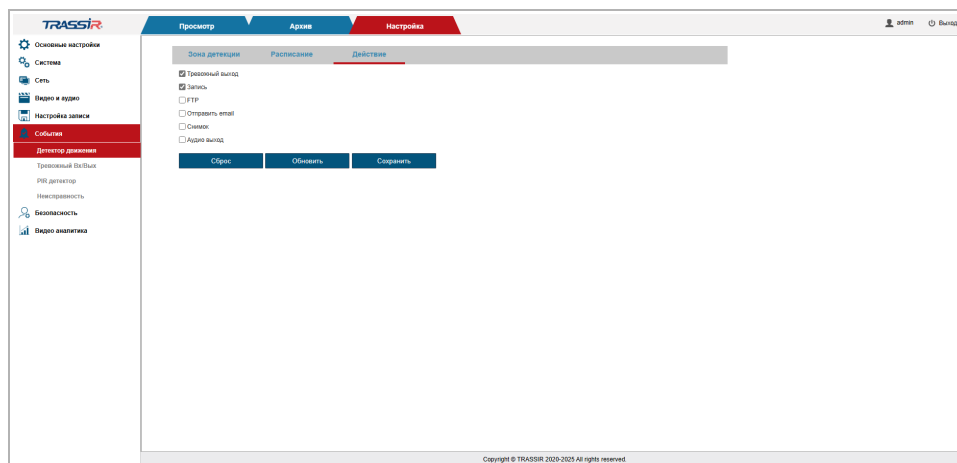 TRASSIR
Просмотр
Архив
Настройка
admin
Выход
Основные настройки
Система
Сеть
Видео и аудио
Настройка записи
События
Детектор движения
Тревожный Вх/Вых
PIR детектор
Неисправность
Безопасность
Видео аналитика
Зона детекции
Расписание
Действие
Тревожный выход
Запись
FTP
Отправить email
Снимок
Аудио выход
Сброс
Обновить
Сохранить
Copyright © TRASSIR 2020-2025 All rights reserved.